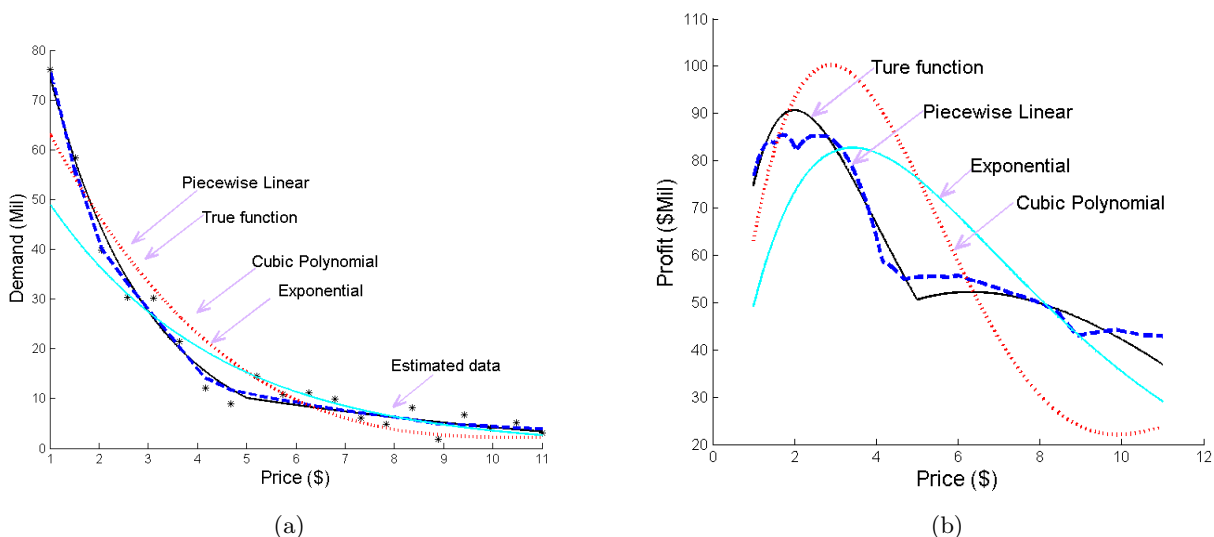 80
70
60
50
40
30
20
10
0
Demand (Mil)
Piecewise Linear
True function
Cubic Polynomial
Exponential
Estimated data
1 2 3 4 5 6 7 8 9 10 11
Price ($)
(a)
110
100
90
80
70
60
50
40
30
20
Profit ($Mil)
Ture function
Piecewise Linear
Exponential
Cubic Polynomial
0 2 4 6 8 10 12
Price ($)
(b)